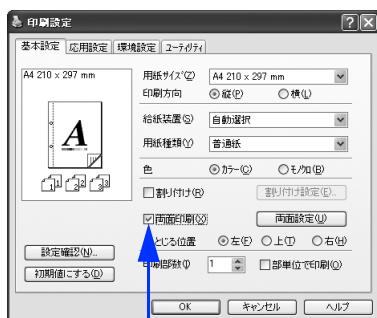 印刷設定
基本設定 応用設定 環境設定 ユーティリティ
A4 210 x 297 mm
用紙サイズ(Z) A4 210 x 297 mm
印刷方向 縦(P) 横(L)
給紙装置(S) 自動選択
用紙種類(Y) 普通紙
A
色 カラー(C) モノクロ(B)
1 1 2 2 3 3
割り付け(R) 割り付け設定(E)...
両面印刷(X) 両面設定(U)
とじる位置 左(F) 上(T) 右(H)
設定確認(N)...
初期値にする(D)
印刷部数(I) 1 部単位で印刷(O)
OK キャンセル ヘルプ